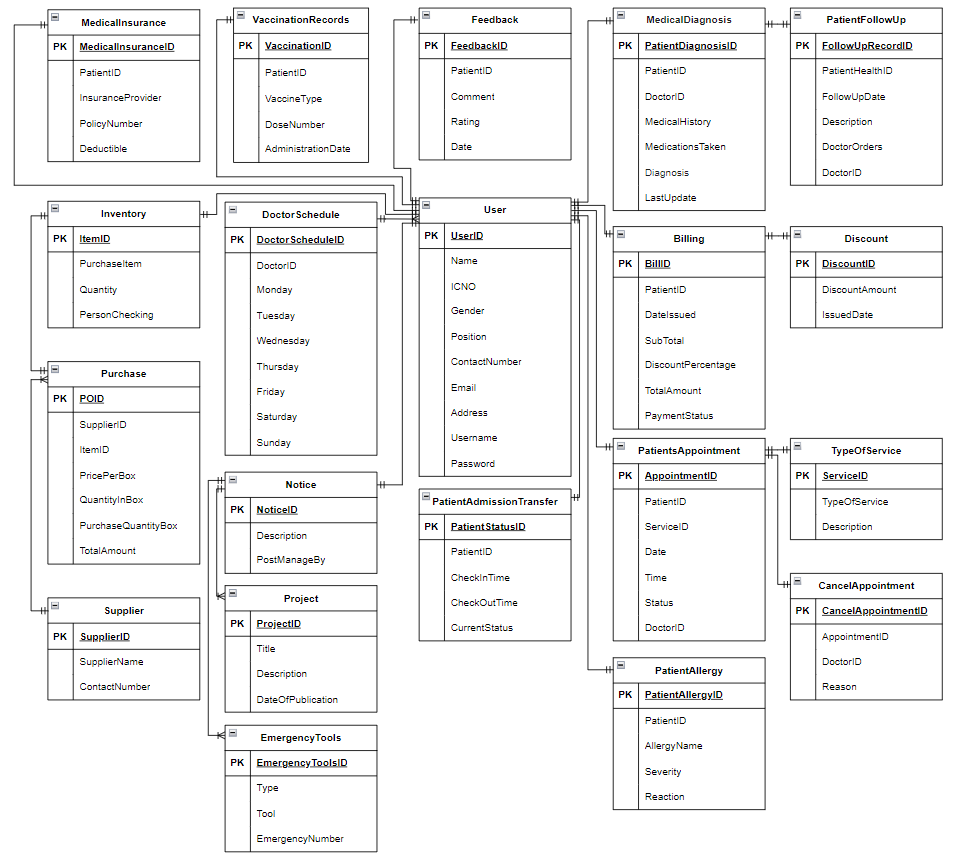 MedicalInsurance
PK MedicalInsuranceID
PatientID
InsuranceProvider
PolicyNumber
Deductible
VaccinationRecords
PK VaccinationID
PatientID
VaccineType
DoseNumber
AdministrationDate
Feedback
PK FeedbackID
PatientID
Comment
Rating
Date
MedicalDiagnosis
PK PatientDiagnosisID
PatientID
DoctorID
MedicalHistory
MedicationsTaken
Diagnosis
LastUpdate
PatientFollowUp
PK FollowUpRecordID
PatientHealthID
FollowUpDate
Description
DoctorOrders
DoctorID
Inventory
PK ItemID
PurchaseItem
Quantity
PersonChecking
DoctorSchedule
PK DoctorScheduleID
DoctorID
Monday
Tuesday
Wednesday
Thursday
Friday
Saturday
Sunday
User
PK UserID
Name
ICNO
Gender
Position
ContactNumber
Email
Address
Username
Password
Billing
PK BillID
PatientID
DateIssued
SubTotal
DiscountPercentage
TotalAmount
PaymentStatus
Discount
PK DiscountID
DiscountAmount
IssuedDate
Purchase
PK POID
SupplierID
ItemID
PricePerBox
QuantityInBox
PurchaseQuantityBox
TotalAmount
Notice
PK NoticeID
Description
PostManageBy
PatientAdmissionTransfer
PK PatientStatusID
PatientID
CheckInTime
CheckOutTime
CurrentStatus
PatientsAppointment
PK AppointmentID
PatientID
ServiceID
Date
Time
Status
DoctorID
TypeOfService
PK ServiceID
TypeOfService
Description
Supplier
PK SupplierID
SupplierName
ContactNumber
Project
PK ProjectID
Title
Description
DateOfPublication
CancelAppointment
PK CancelAppointmentID
AppointmentID
DoctorID
Reason
EmergencyTools
PK EmergencyToolsID
Type
Tool
EmergencyNumber
PatientAllergy
PK PatientAllergyID
PatientID
AllergyName
Severity
Reaction